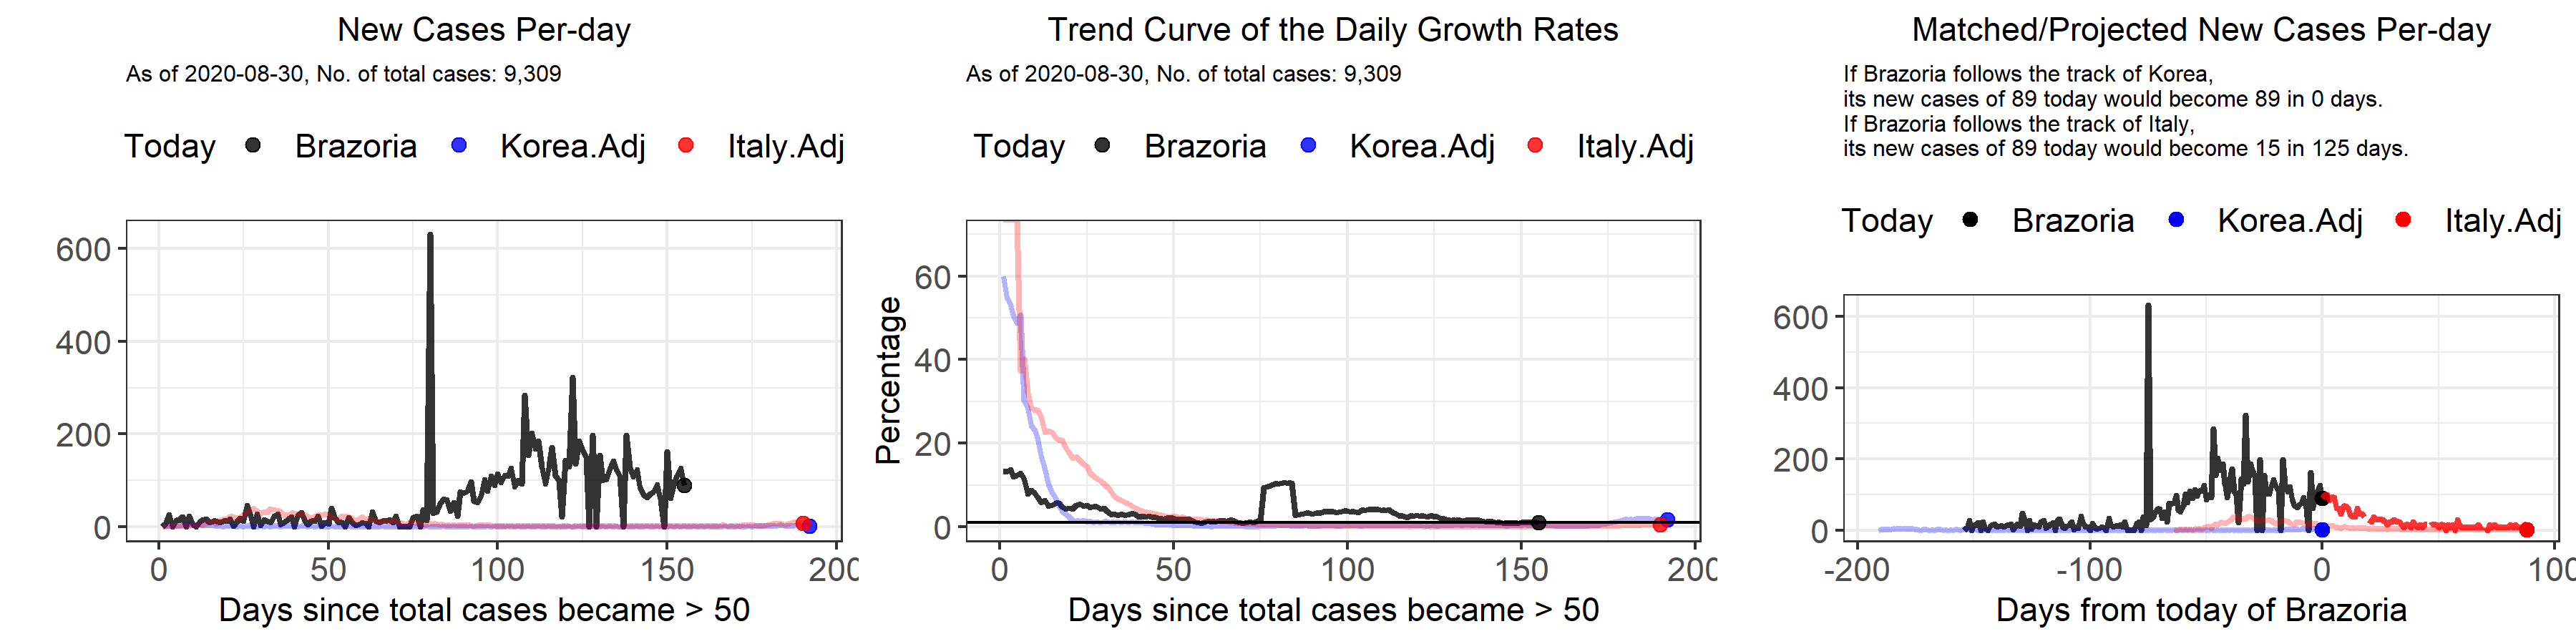 New Cases Per-day
As of 2020-08-30, No. of total cases: 9,309
Today Brazoria Korea.Adj Italy.Adj
600
400
200
0
0 50 100 150 200
Days since total cases became > 50
Trend Curve of the Daily Growth Rates
As of 2020-08-30, No. of total cases: 9,309
Today Brazoria Korea.Adj Italy.Adj
Percentage
60
40
20
0
0 50 100 150 200
Days since total cases became > 50
Matched/Projected New Cases Per-day
If Brazoria follows the track of Korea,
its new cases of 89 today would become 89 in 0 days.
If Brazoria follows the track of Italy,
its new cases of 89 today would become 15 in 125 days.
Today Brazoria Korea.Adj Italy.Adj
600
400
200
0
-200 -100 0 100
Days from today of Brazoria